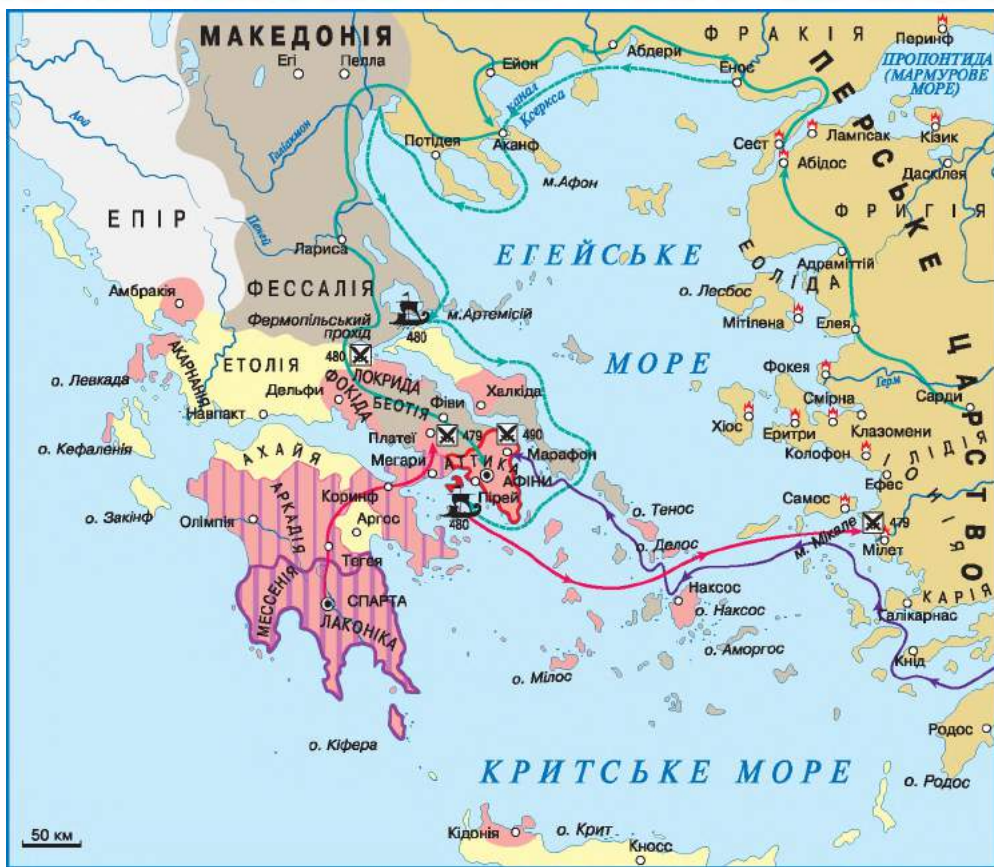 МАКЕДОНІЯ
Егі
Пелла
Ейон
Абдери
ФРАКІЯ
Енос
Перинф
ПРОПОНТИДА
(МАРМУРОВЕ
МОРЕ)
ПЕРСЬКЕ ЦАРСТВО
канал
Ксеркса
Аой
Галіакмон
Потідея
Аканф
м.Афон
Сест
Лампсак
Кізик
Абідос
Даскілея
ФРИГІЯ
ЕПІР
Пеней
Лариса
ЕГЕЙСЬКЕ
МОРЕ
ЕОЛІДА
Адраміттій
о. Лесбос
Мітілена
Елея
ФЕССАЛІЯ
Амбракія
Фермопільський
прохід
480
м.Артемісій
480
АКАРНАНІЯ
ЕТОЛІЯ
ЛОКРИДА
ФОКІДА
БЕОТІЯ
о. Левкада
Дельфи
Навпакт
Халкіда
Фіви
Платеї
479
490
Марафон
Фокея
Герм
Смірна
Сарди
Хіос
Еритри
Клазомени
Колофон
ЛІДІЯ
ІОНІЯ
Ефес
о. Кефаленія
АХАЙЯ
Мегари
АТТИКА
АФІНИ
Пірей
480
Коринф
о. Закінф
Олімпія
АРКАДІЯ
Аргос
Тегея
о. Тенос
о. Делос
Самос
479
м. Мікале
Мілет
МЕССЕНІЯ
СПАРТА
ЛАКОНІКА
Наксос
о. Наксос
КАРІЯ
Галікарнас
о. Аморгос
Кнід
о. Мілос
о. Кіфера
Родос
о. Родос
КРИТСЬКЕ МОРЕ
50 км
Кідонія
о. Крит
Кносс